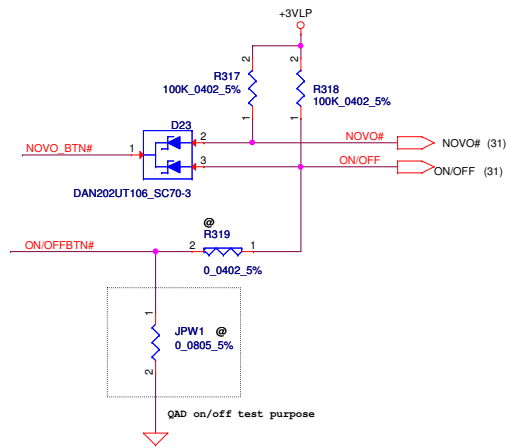 +3VLP
2
2
R317
100K_0402_5%
R318
100K_0402_5%
1
1
D23
NOVO_BTN#
1
2
3
NOVO#
NOVO# (31)
ON/OFF
ON/OFF (31)
DAN202UT106_SC70-3
@
R319
ON/OFFBTN#
2
1
0_0402_5%
1
JPW1 @
0_0805_5%
2
QAD on/off test purpose